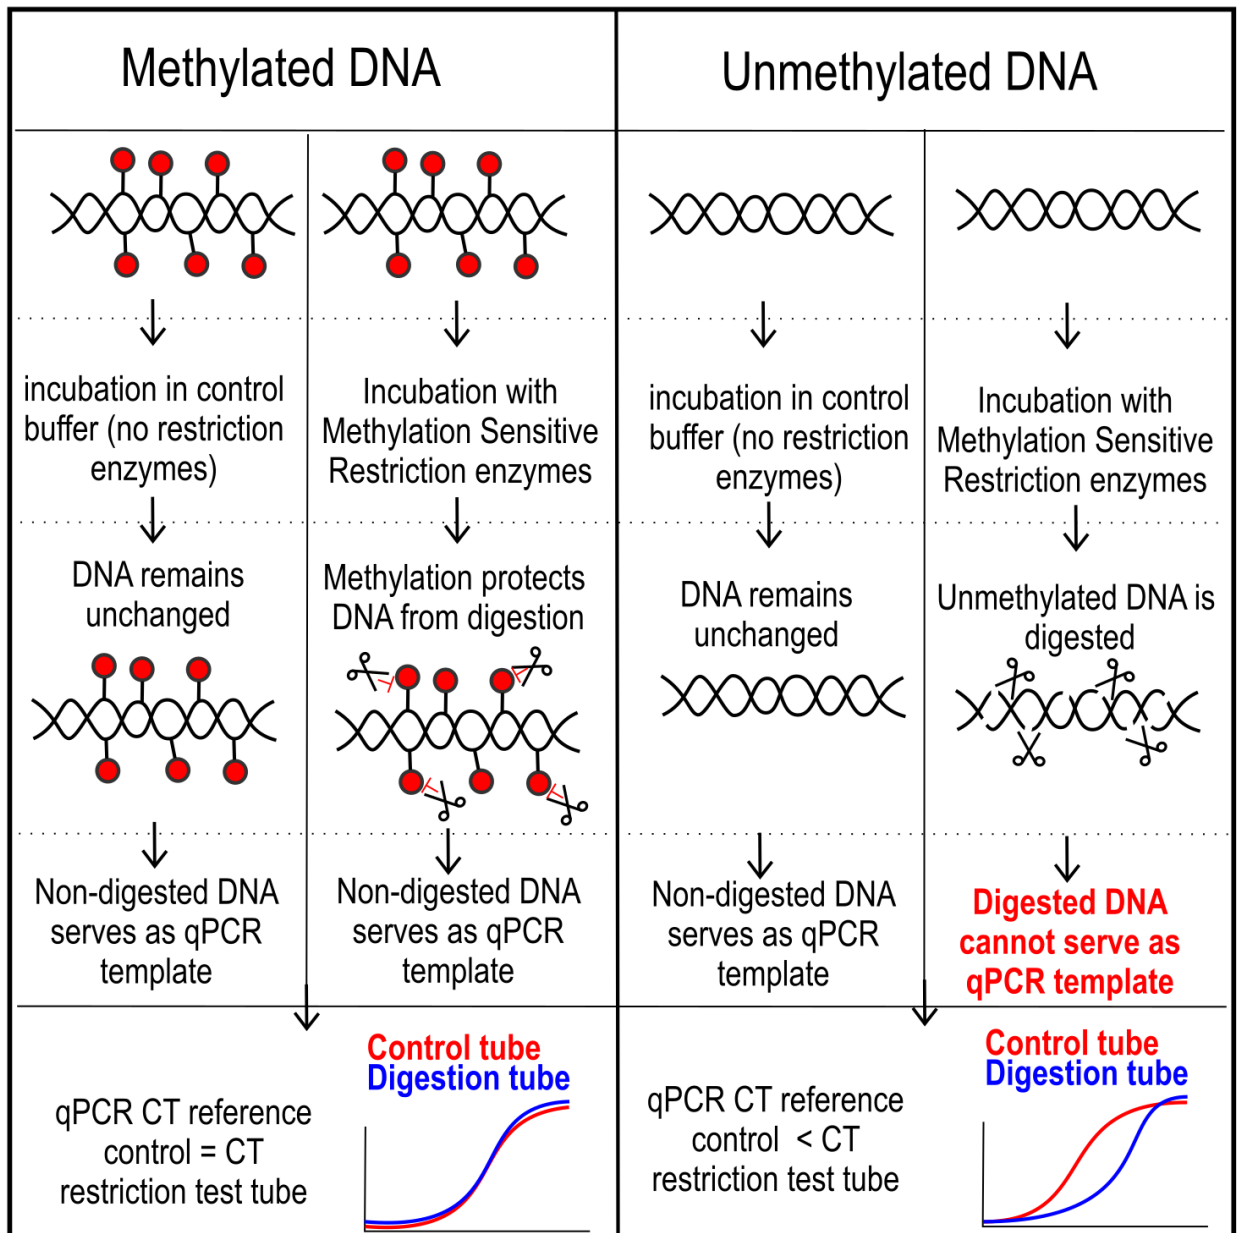 Methylated DNA
Unmethylated DNA
incubation in control
buffer (no restriction
enzymes)
Incubation with
Methylation Sensitive
Restriction enzymes
incubation in control
buffer (no restriction
enzymes)
Incubation with
Methylation Sensitive
Restriction enzymes
DNA remains
unchanged
Methylation protects
DNA from digestion
DNA remains
unchanged
Unmethylated DNA is
digested
Non-digested DNA
serves as qPCR
template
Non-digested DNA
serves as qPCR
template
Non-digested DNA
serves as qPCR
template
Digested DNA
cannot serve as
qPCR template
qPCR CT reference
control = CT
restriction test tube
Control tube
Digestion tube
qPCR CT reference
control < CT
restriction test tube
Control tube
Digestion tube